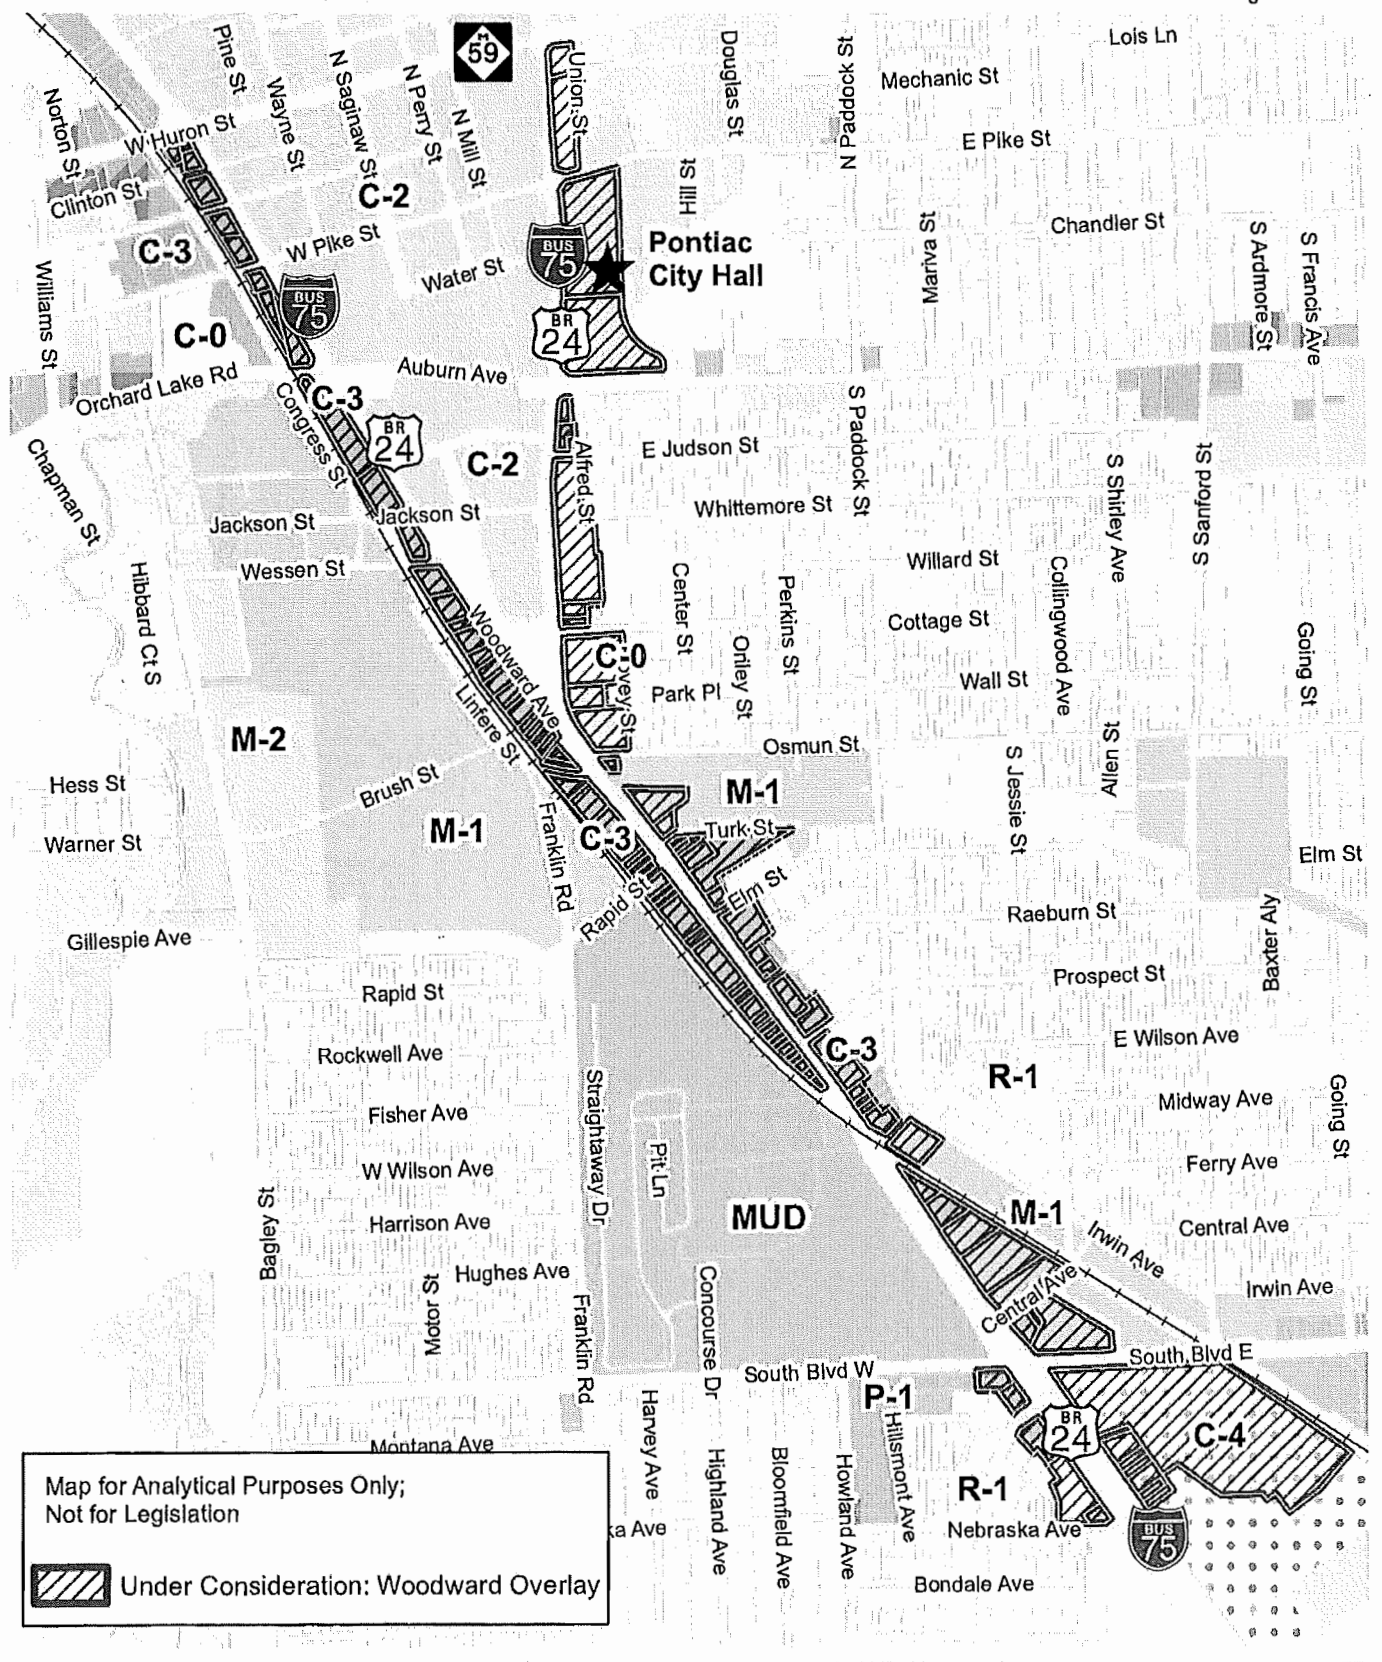 Lois Ln
Pine St
Wayne St
N Saginaw St
N Perry St
N Mill St
M
59
Union St
Douglas St
N Paddock St
Mechanic St
E Pike St
Norton St
W Huron St
Clinton St
C-2
Hill St
C-3
W Pike St
Water St
BUS
75
Pontiac
City Hall
Mariva St
Chandler St
S Ardmore St
S Francis Ave
Williams St
BUS
75
C-0
BR
24
Orchard Lake Rd
Auburn Ave
Congress St
C-3
BR
24
C-2
S Paddock St
E Judson St
Alfred St
Whittemore St
Chapman St
Jackson St
Jackson St
S Shirley Ave
S Sanford St
Wessen St
Hibbard Ct S
Willard St
Center St
Perkins St
Collingwood Ave
Cottage St
Woodward Ave
C-0
Orley St
Park Pl
Wall St
Going St
Linfere St
M-2
Osmun St
Allen St
S Jessie St
Hess St
Brush St
M-1
Warner St
M-1
Franklin Rd
C-3
Turk St
Elm St
Elm St
Rapid St
Raeburn St
Baxter Aly
Gillespie Ave
Prospect St
Rapid St
E Wilson Ave
Rockwell Ave
C-3
R-1
Straightaway Dr
Midway Ave
Going St
Fisher Ave
Pit Ln
W Wilson Ave
Ferry Ave
Bagley St
Harrison Ave
MUD
M-1
Irwin Ave
Central Ave
Hughes Ave
Motor St
Concourse Dr
Central Ave
Irwin Ave
Franklin Rd
South Blvd W
South Blvd E
P-1
Harvey Ave
Hillsmont Ave
BR
24
C-4
Montana Ave
Highland Ave
Bloomfield Ave
Howland Ave
R-1
Map for Analytical Purposes Only;
Not for Legislation
ka Ave
Nebraska Ave
BUS
75
Under Consideration: Woodward Overlay
Bondale Ave